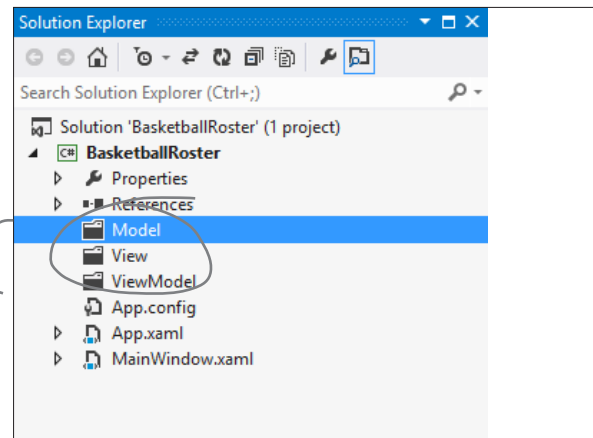 Solution Explorer
Search Solution Explorer (Ctrl+;)
Solution 'BasketballRoster' (1 project)
C# BasketballRoster
Properties
References
Model
View
ViewModel
App.config
App.xaml
MainWindow.xaml